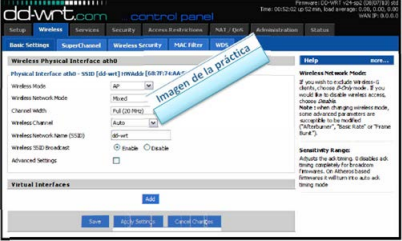 dd-wrt.com control panel
Firmware: DD-WRT v24-sp2
Time: 00:52:02 up 52 min, load average: 0.00, 0.00, 0.00
WAN IP: 0.0.0.0
Setup Wireless Services Security Access Restrictions NAT / QoS Administration Status
Basic Settings SuperChannel Wireless Security MAC Filter WDS
Wireless Physical Interface ath0
Physical Interface ath0 - SSID [dd-wrt] HWAddr
Wireless Mode AP
Wireless Network Mode Mixed
Channel Width Full (20 MHz)
Wireless Channel Auto
Wireless Network Name (SSID) dd-wrt
Wireless SSID Broadcast Enable Disable
Advanced Settings
Virtual Interfaces
Add
Save Apply Settings Cancel Changes
Imagen de la práctica
Help more...
Wireless Network Mode:
If you wish to exclude Wireless-G
clients, choose B-Only mode. If you
would like to disable wireless access,
choose Disable.
Note : when changing wireless mode,
some advanced parameters are
susceptible to be modified
("Afterburner", "Basic Rate" or "Frame
Burst").
Sensitivity Range:
Adjusts the ack timing. 0 disables ack
timing completely for broadcom
firmwares. On Atheros based
firmwares it will turn into auto ack
timing mode